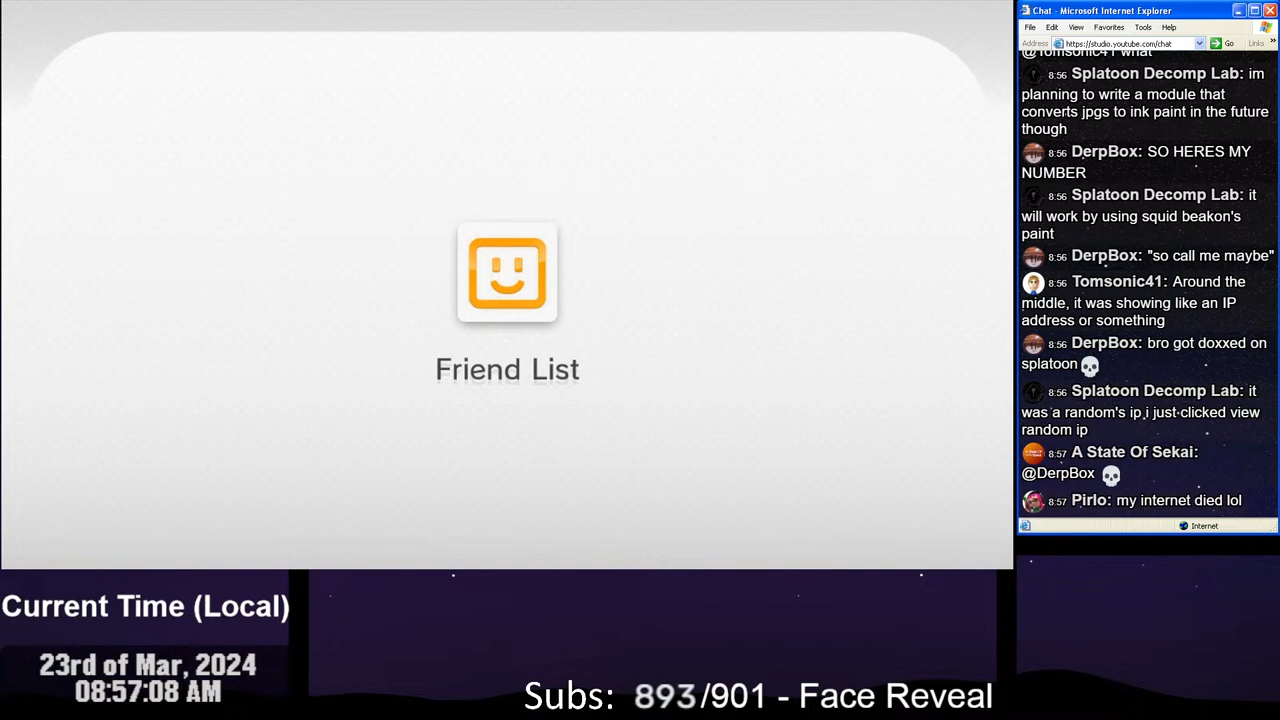 Friend List
Current Time (Local)
23rd of Mar, 2024
08:57:08 AM
Subs: 893/901 - Face Reveal
Chat - Microsoft Internet Explorer
File Edit View Favorites Tools Help
Address https://studio.youtube.com/chat Go Links »
@Tomsonic41 what
8:56 Splatoon Decomp Lab: im
planning to write a module that
converts jpgs to ink paint in the future
though
8:56 DerpBox: SO HERES MY
NUMBER
8:56 Splatoon Decomp Lab: it
will work by using squid beakon's
paint
8:56 DerpBox: "so call me maybe"
8:56 Tomsonic41: Around the
middle, it was showing like an IP
address or something
8:56 DerpBox: bro got doxxed on
splatoon
8:56 Splatoon Decomp Lab: it
was a random's ip i just clicked view
random ip
8:57 A State Of Sekai:
@DerpBox
8:57 Pirlo: my internet died lol
Internet